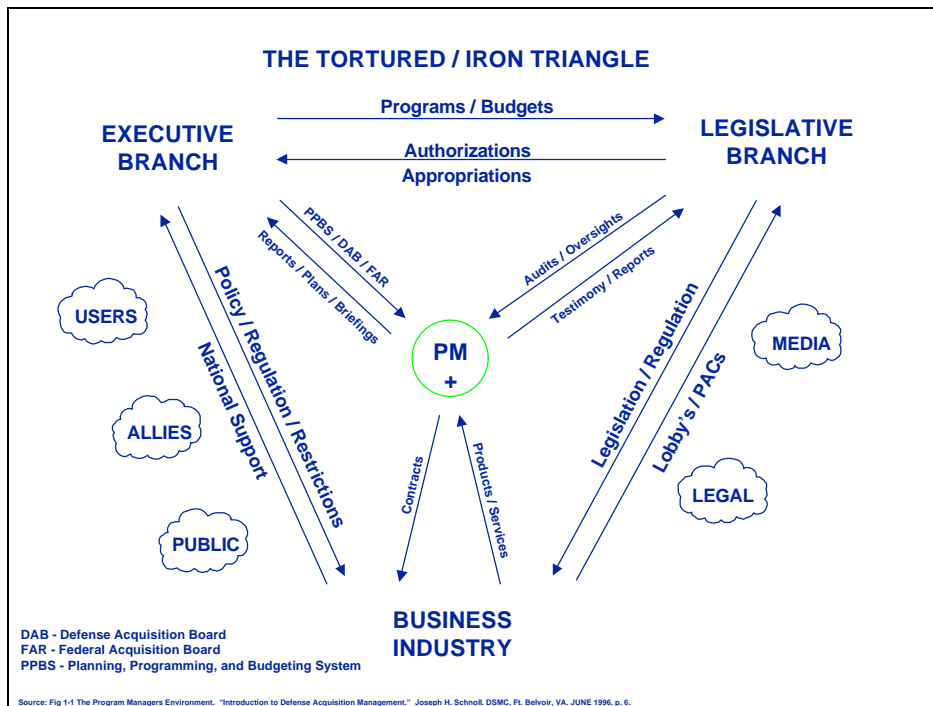 THE TORTURED / IRON TRIANGLE
Programs / Budgets
EXECUTIVE
BRANCH
LEGISLATIVE
BRANCH
Authorizations
Appropriations
PPBS / DAB / FAR
Reports / Plans / Briefings
Audits / Oversights
Testimony / Reports
Policy / Regulation / Restrictions
National Support
Legislation / Regulation
Lobby's / PACs
USERS
MEDIA
PM
+
ALLIES
LEGAL
Contracts
Products / Services
PUBLIC
BUSINESS
INDUSTRY
DAB - Defense Acquisition Board
FAR - Federal Acquisition Board
PPBS - Planning, Programming, and Budgeting System
Source: Fig 1-1 The Program Managers Environment. "Introduction to Defense Acquisition Management." Joseph H. Schnoll. DSMC, Ft. Belvoir, VA. JUNE 1996. p. 6.